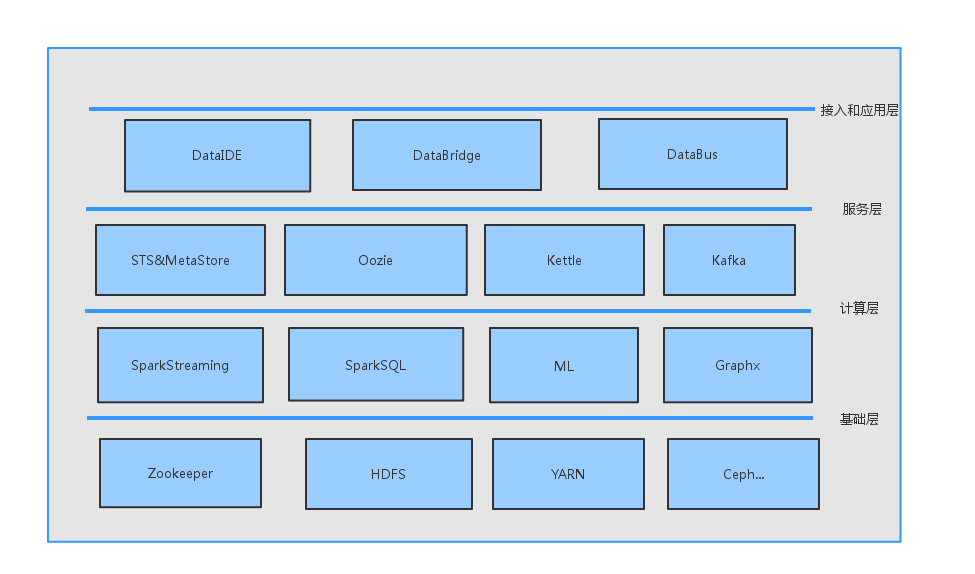 接入和应用层
DataIDE
DataBridge
DataBus
服务层
STS&MetaStore
Oozie
Kettle
Kafka
计算层
SparkStreaming
SparkSQL
ML
Graphx
基础层
Zookeeper
HDFS
YARN
Ceph...